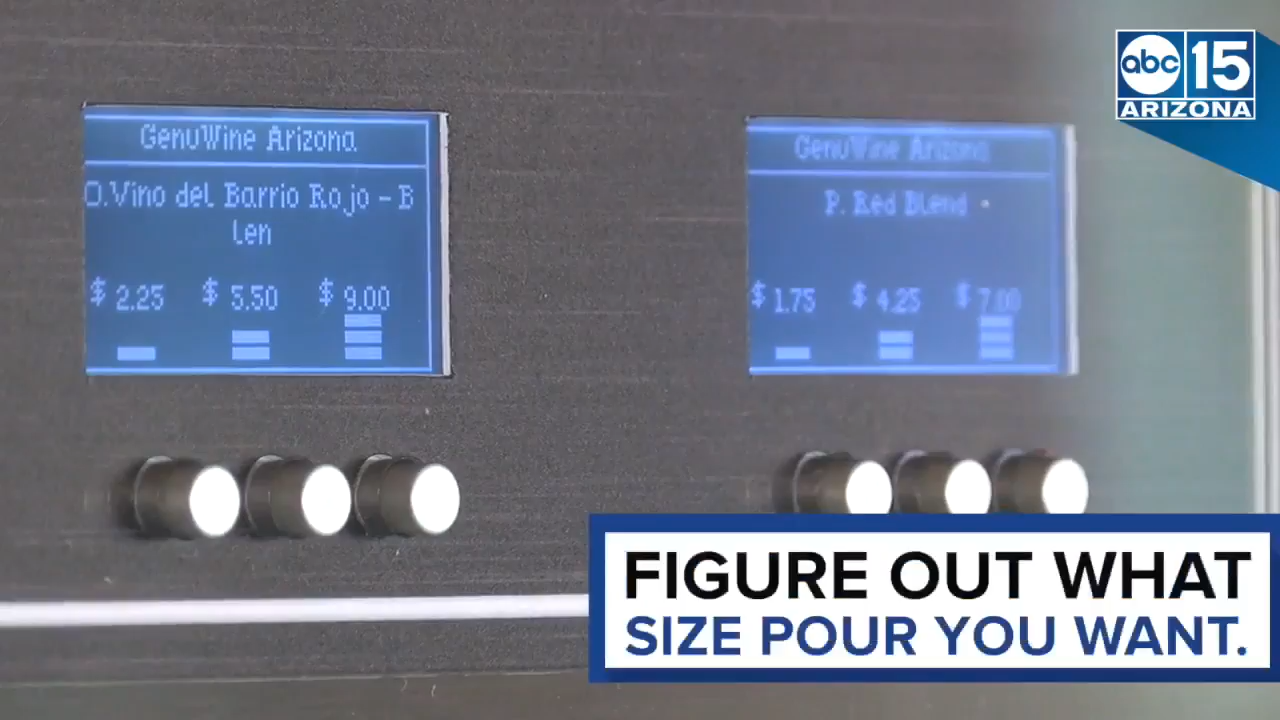 abc 15
ARIZONA
GenuWine Arizona
O.Vino del Barrio Rojo - B
len
$ 2.25 $ 5.50 $ 9.00
GenuWine Arizona
P. Red Blend -
$ 1.75 $ 4.25 $ 7.00
FIGURE OUT WHAT
SIZE POUR YOU WANT.